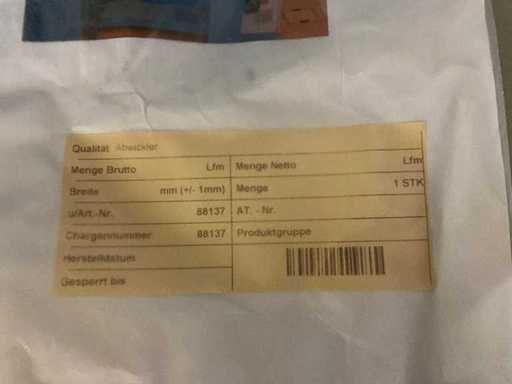 Qualität Abwickler
Menge Brutto Lfm Menge Netto Lfm
Breite mm (+/- 1mm) Menge 1 STK
u/Art.-Nr. 88137 AT. - Nr.
Chargennummer 88137 Produktgruppe
Herstelldatum
Gesperrt bis